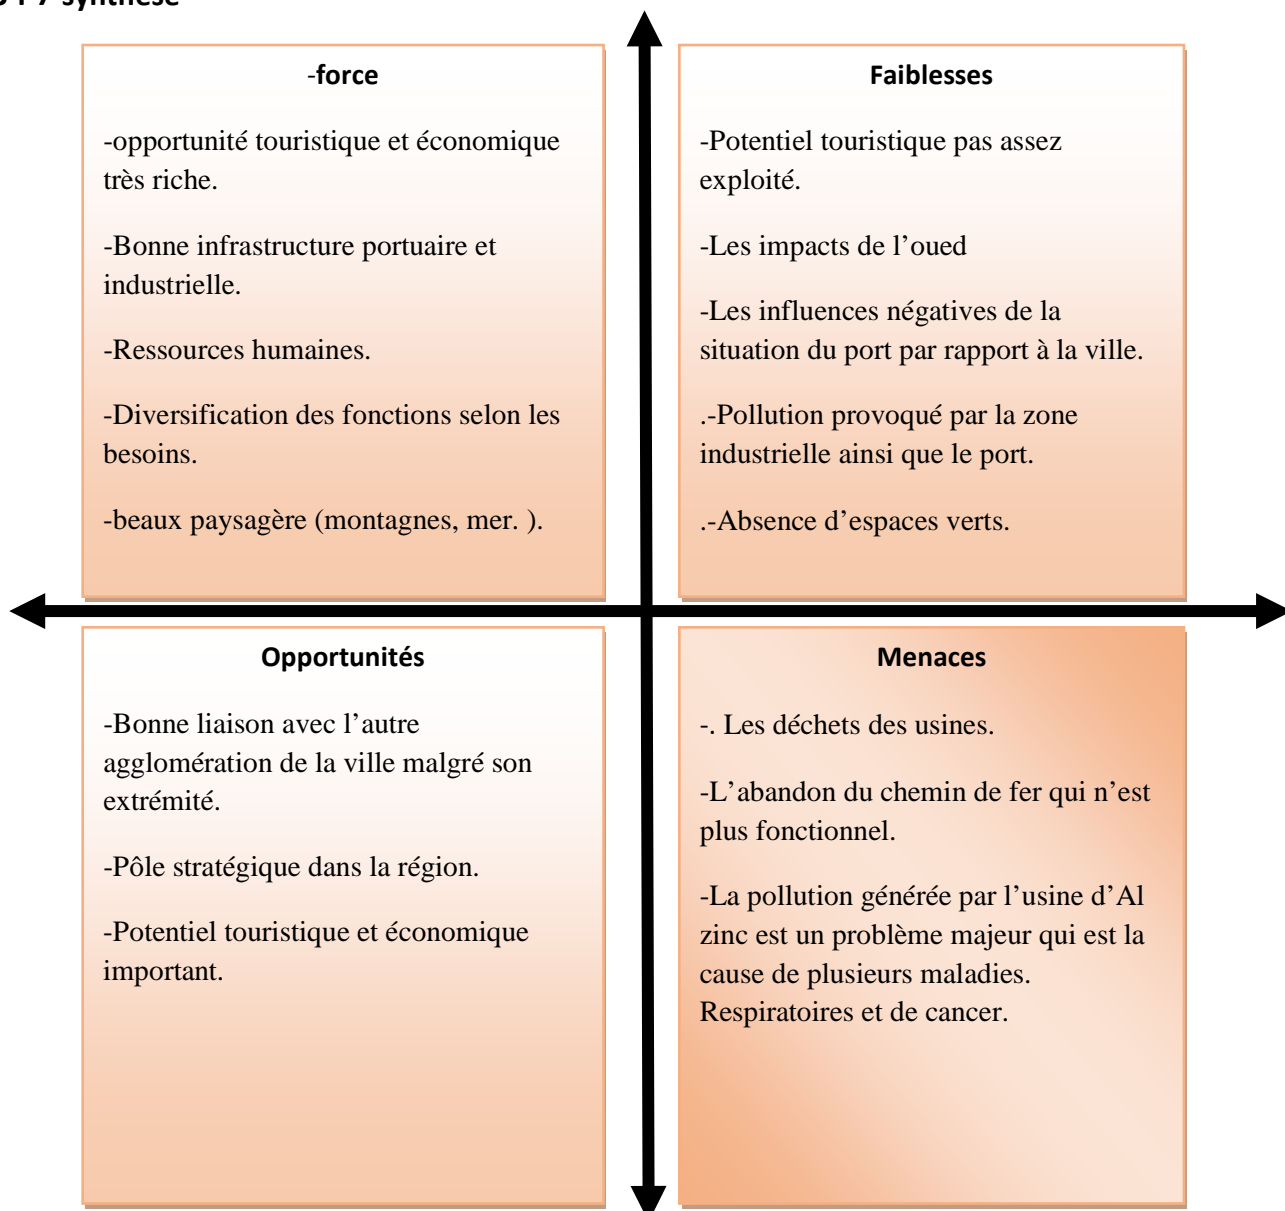 synthèse
-force
-opportunité touristique et économique
très riche.
-Bonne infrastructure portuaire et
industrielle.
-Ressources humaines.
-Diversification des fonctions selon les
besoins.
-beaux paysagère (montagnes, mer. ).
Faiblesses
-Potentiel touristique pas assez
exploité.
-Les impacts de l’oued
-Les influences négatives de la
situation du port par rapport à la ville.
.-Pollution provoqué par la zone
industrielle ainsi que le port.
.-Absence d’espaces verts.
Opportunités
-Bonne liaison avec l’autre
agglomération de la ville malgré son
extrémité.
-Pôle stratégique dans la région.
-Potentiel touristique et économique
important.
Menaces
-. Les déchets des usines.
-L’abandon du chemin de fer qui n’est
plus fonctionnel.
-La pollution générée par l’usine d’Al
zinc est un problème majeur qui est la
cause de plusieurs maladies.
Respiratoires et de cancer.